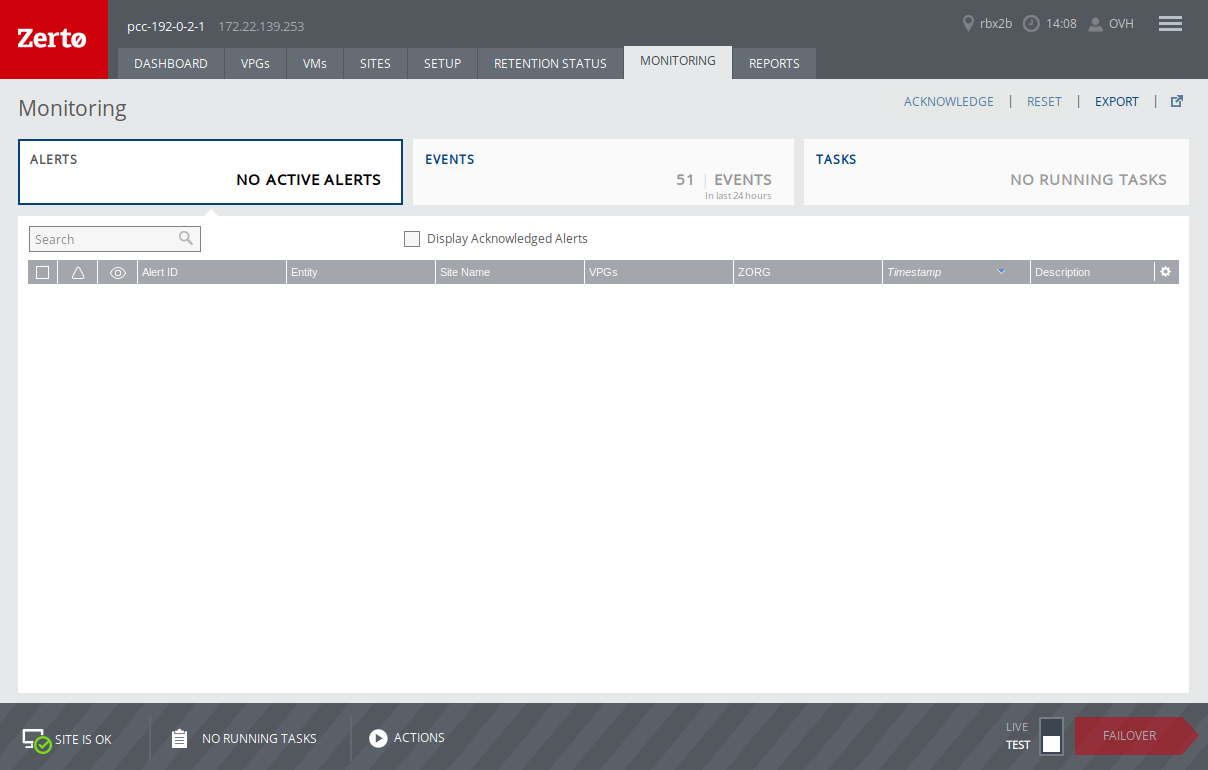 Zerto
pcc-192-0-2-1 172.22.139.253
rbx2b 14:08 OVH
DASHBOARD VPGs VMs SITES SETUP RETENTION STATUS MONITORING REPORTS
Monitoring
ACKNOWLEDGE | RESET | EXPORT |
ALERTS
NO ACTIVE ALERTS
EVENTS
51 | EVENTS
In last 24 hours
TASKS
NO RUNNING TASKS
Search
Display Acknowledged Alerts
Alert ID Entity Site Name VPGs ZORG Timestamp Description
SITE IS OK
NO RUNNING TASKS
ACTIONS
LIVE
TEST
FAILOVER